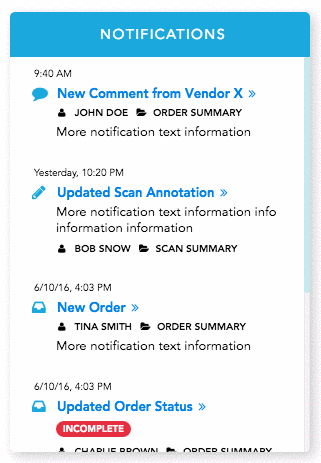 NOTIFICATIONS
9:40 AM
New Comment from Vendor X »
JOHN DOE ORDER SUMMARY
More notification text information
Yesterday, 10:20 PM
Updated Scan Annotation »
More notification text information info
information information
BOB SNOW SCAN SUMMARY
6/10/16, 4:03 PM
New Order »
TINA SMITH ORDER SUMMARY
More notification text information
6/10/16, 4:03 PM
Updated Order Status »
INCOMPLETE
CHARLIE BROWN ORDER SUMMARY